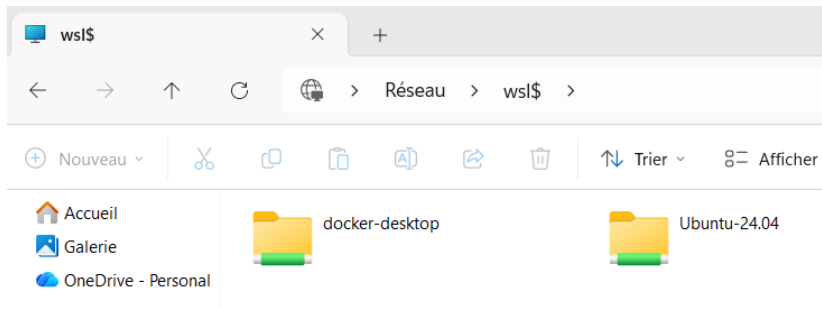 wsl$
Réseau > wsl$ >
Nouveau
Trier
Afficher
Accueil
Galerie
OneDrive - Personal
docker-desktop
Ubuntu-24.04